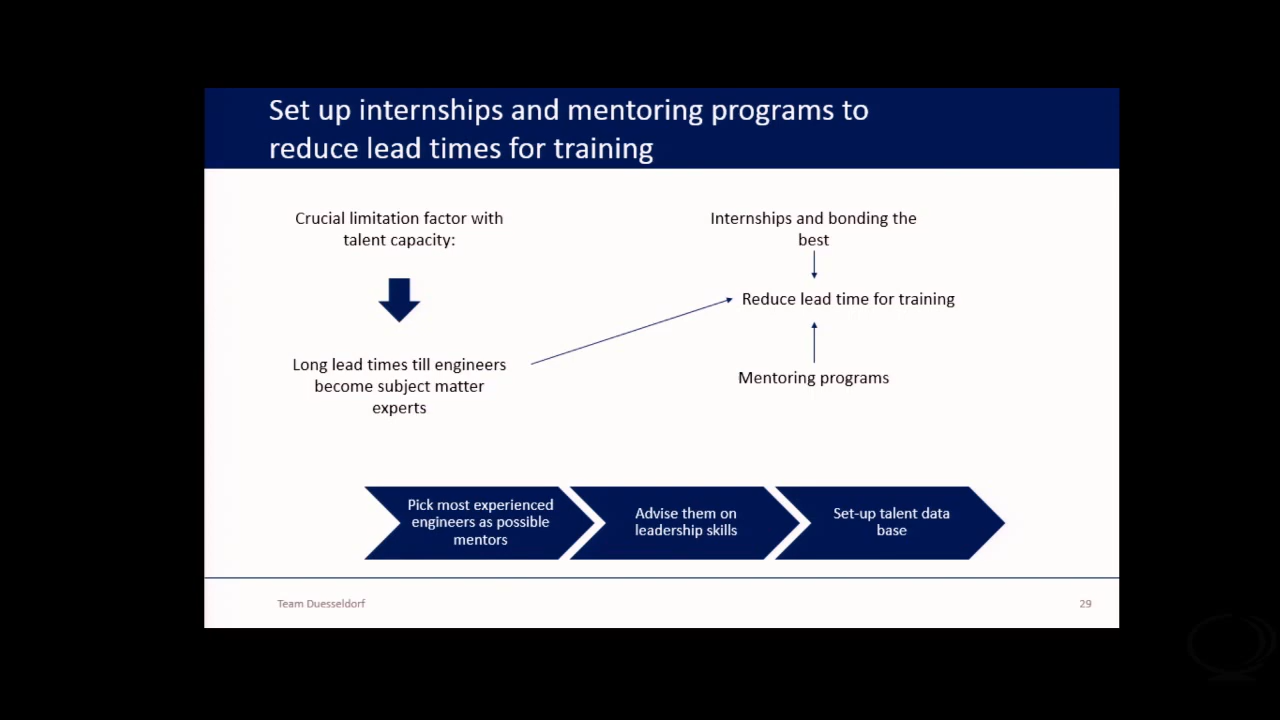 Set up internships and mentoring programs to
reduce lead times for training
Crucial limitation factor with
talent capacity:
Long lead times till engineers
become subject matter
experts
Internships and bonding the
best
Reduce lead time for training
Mentoring programs
Pick most experienced
engineers as possible
mentors
Advise them on
leadership skills
Set-up talent data
base
Team Duesseldorf
29